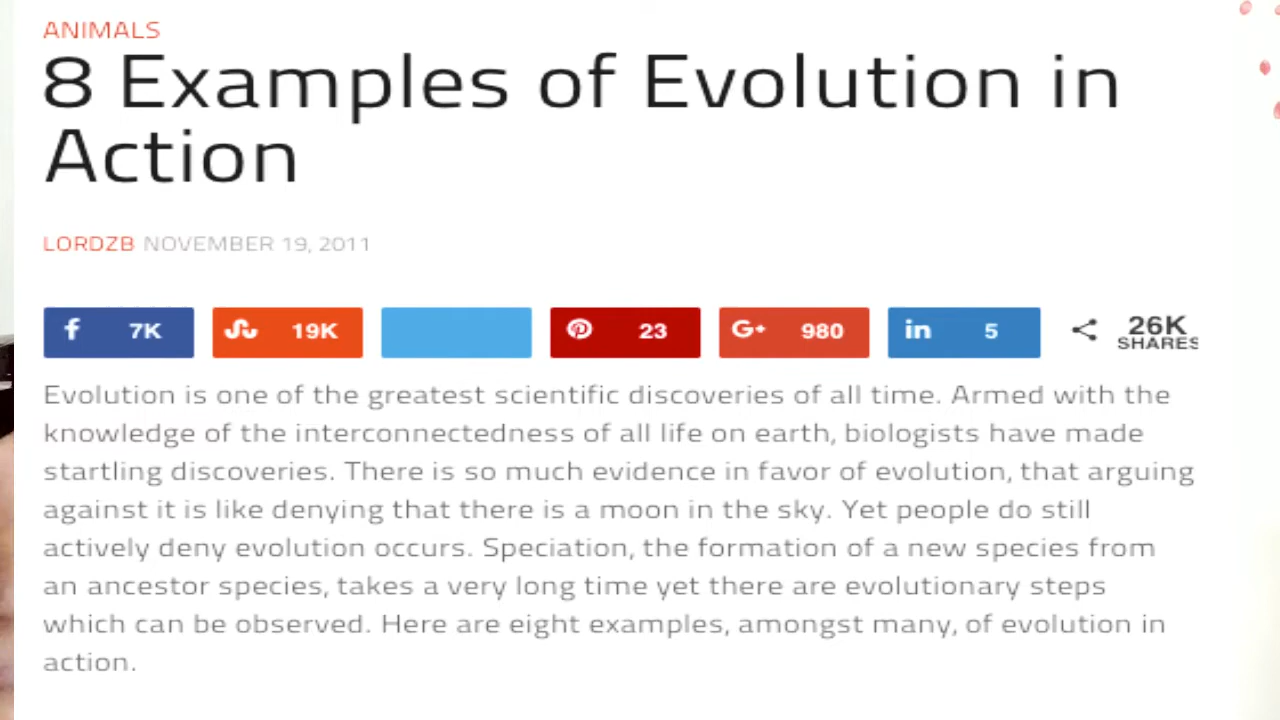 ANIMALS
8 Examples of Evolution in
Action
LORDZB NOVEMBER 19, 2011
7K 19K 23 G+ 980 in 5 26K
SHARES
Evolution is one of the greatest scientific discoveries of all time. Armed with the
knowledge of the interconnectedness of all life on earth, biologists have made
startling discoveries. There is so much evidence in favor of evolution, that arguing
against it is like denying that there is a moon in the sky. Yet people do still
actively deny evolution occurs. Speciation, the formation of a new species from
an ancestor species, takes a very long time yet there are evolutionary steps
which can be observed. Here are eight examples, amongst many, of evolution in
action.